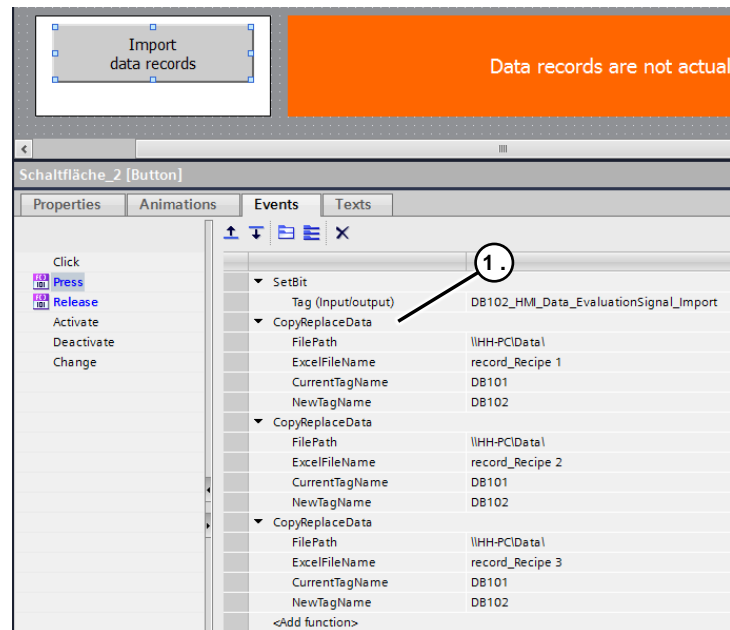 Import
data records
Data records are not actual
Schaltfläche_2 [Button]
Properties Animations Events Texts
Click
Press
Release
Activate
Deactivate
Change
1.
SetBit
Tag (Input/output) DB102_HMI_Data_EvaluationSignal_Import
CopyReplaceData
FilePath \\HH-PC\Data\
ExcelFileName record_Recipe 1
CurrentTagName DB101
NewTagName DB102
CopyReplaceData
FilePath \\HH-PC\Data\
ExcelFileName record_Recipe 2
CurrentTagName DB101
NewTagName DB102
CopyReplaceData
FilePath \\HH-PC\Data\
ExcelFileName record_Recipe 3
CurrentTagName DB101
NewTagName DB102
<Add function>